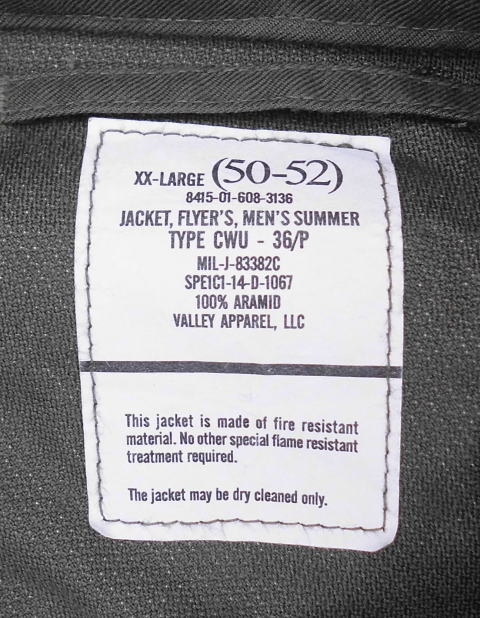 XX-LARGE (50-52)
8415-01-608-3136
JACKET, FLYER'S, MEN'S SUMMER
TYPE CWU - 36/P
MIL-J-83382C
SPE1C1-14-D-1067
100% ARAMID
VALLEY APPAREL, LLC
This jacket is made of fire resistant
material. No other special flame resistant
treatment required.
The jacket may be dry cleaned only.